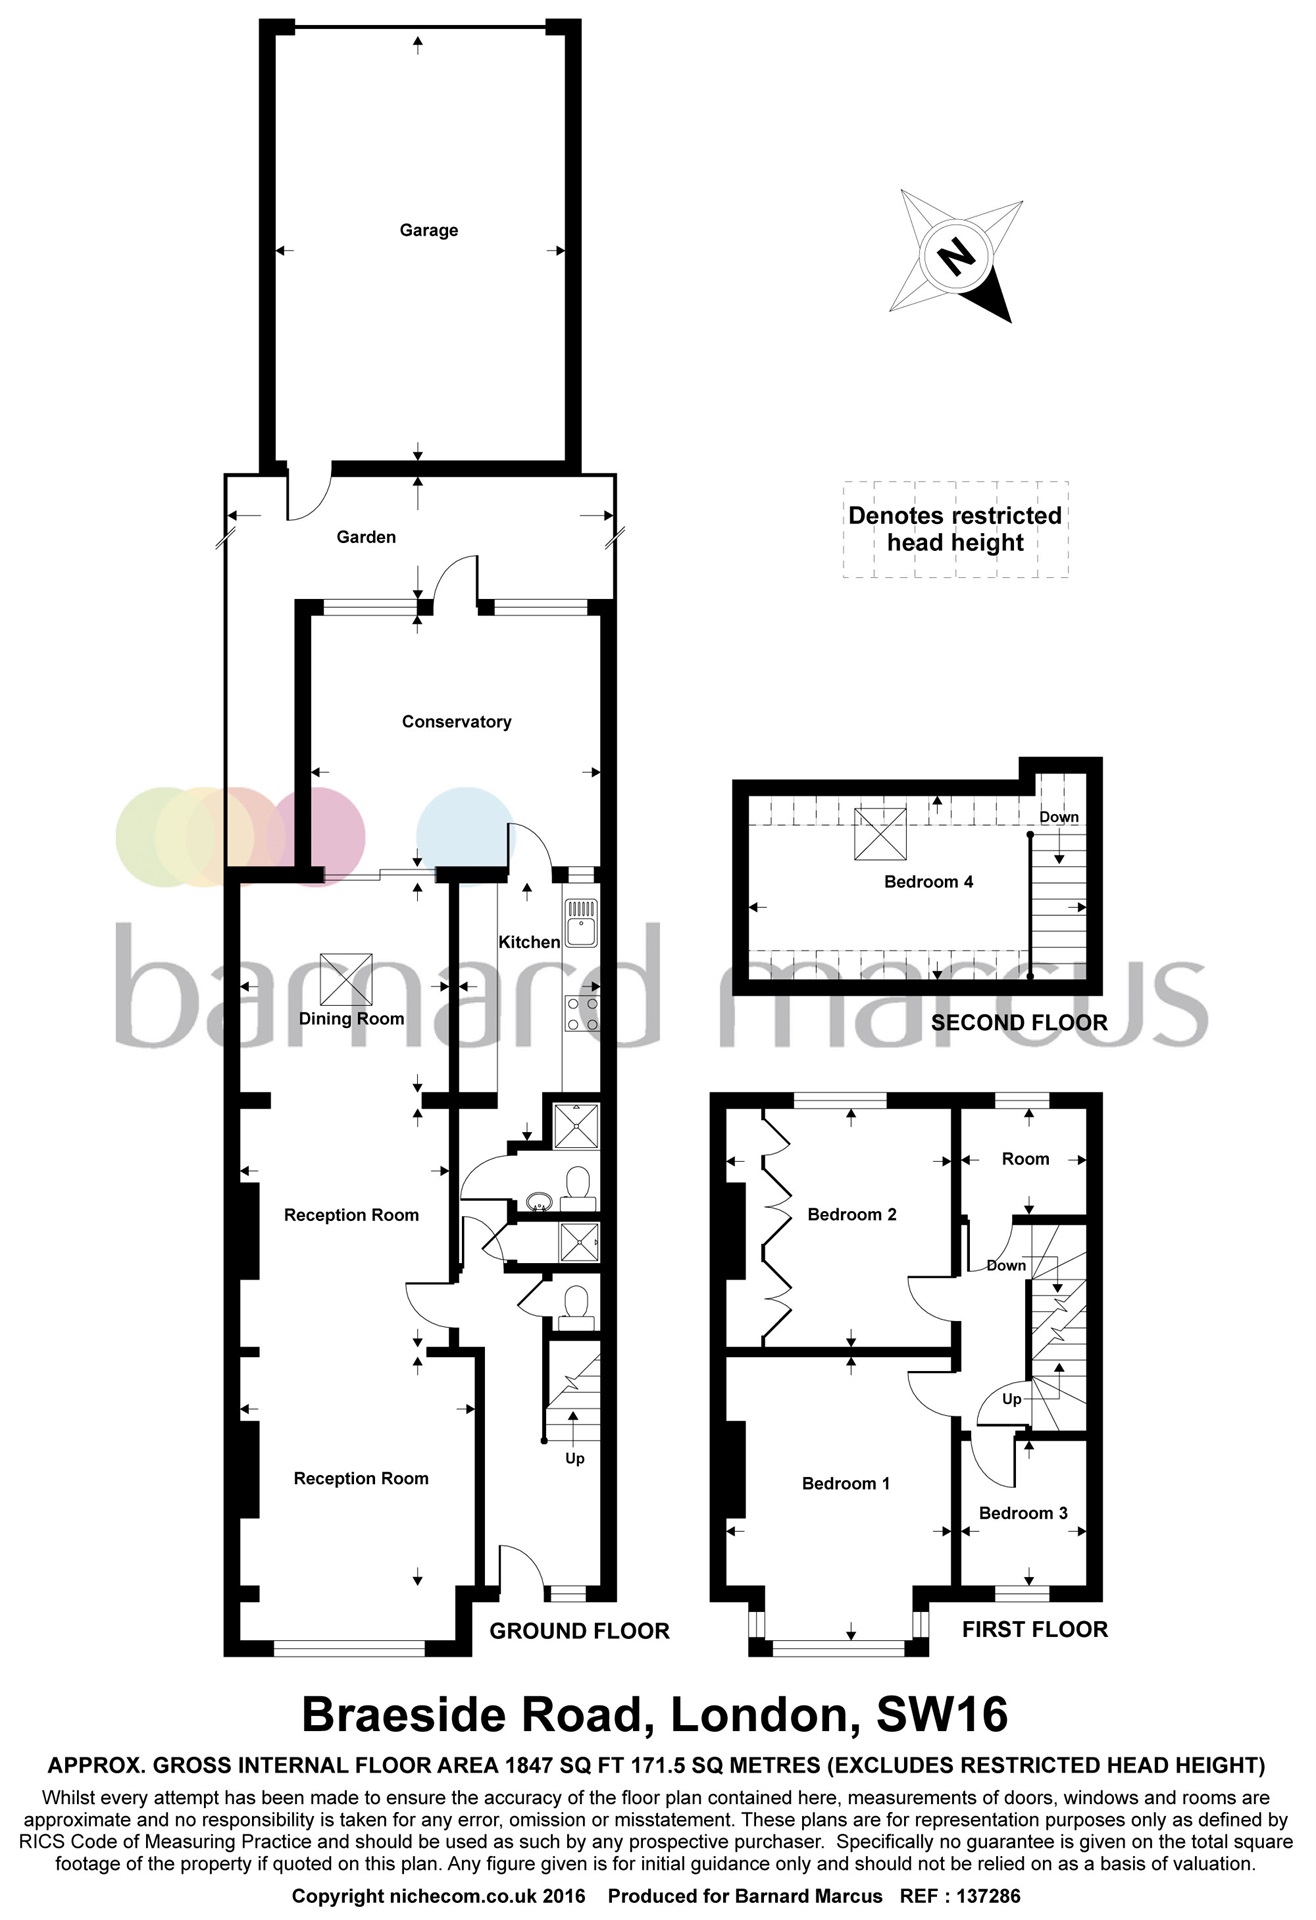 Garage
N
Denotes restricted
head height
Garden
Conservatory
Down
Bedroom 4
Kitchen
barnard marcus
Dining Room
SECOND FLOOR
Room
Bedroom 2
Reception Room
Down
Up
Bedroom 1
Bedroom 3
Reception Room
Up
GROUND FLOOR
FIRST FLOOR
Braeside Road, London, SW16
APPROX. GROSS INTERNAL FLOOR AREA 1847 SQ FT 171.5 SQ METRES (EXCLUDES RESTRICTED HEAD HEIGHT)
Whilst every attempt has been made to ensure the accuracy of the floor plan contained here, measurements of doors, windows and rooms are
approximate and no responsibility is taken for any error, omission or misstatement. These plans are for representation purposes only as defined by
RICS Code of Measuring Practice and should be used as such by any prospective purchaser. Specifically no guarantee is given on the total square
footage of the property if quoted on this plan. Any figure given is for initial guidance only and should not be relied on as a basis of valuation.
Copyright nichecom.co.uk 2016 Produced for Barnard Marcus REF : 137286